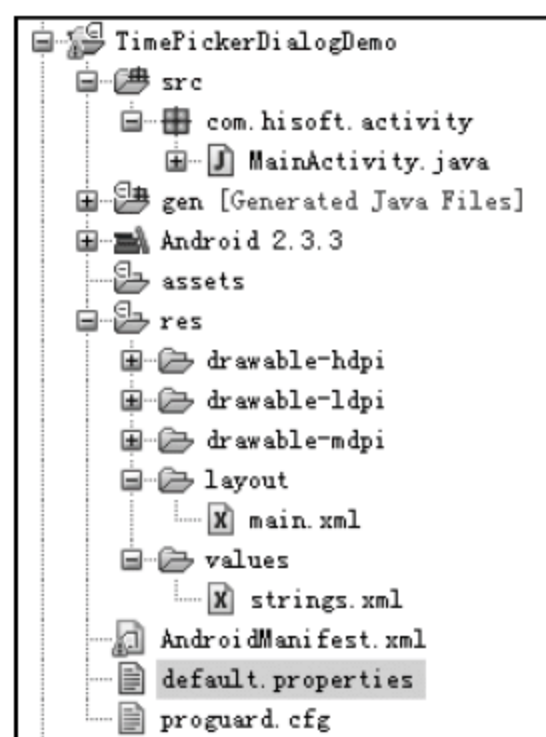 TimePickerDialogDemo
src
com.hisoft.activity
MainActivity.java
gen [Generated Java Files]
Android 2.3.3
assets
res
drawable-hdpi
drawable-ldpi
drawable-mdpi
layout
main.xml
values
strings.xml
AndroidManifest.xml
default.properties
proguard.cfg